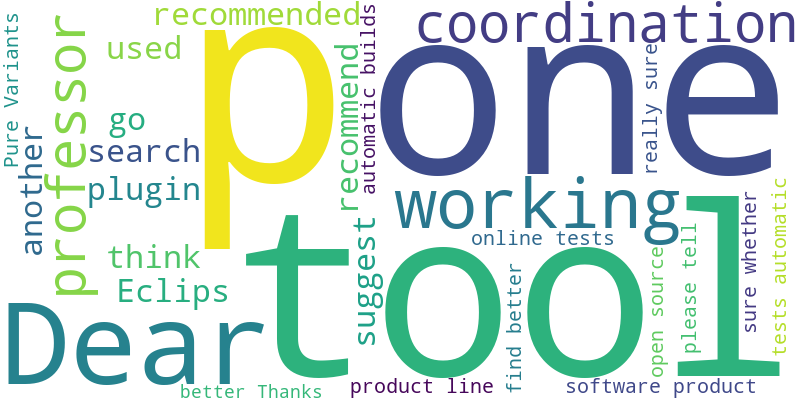 recommended
coordination
Pure Variants
professor
used
p
one
automatic builds
really sure
go
search
plugin
another
recommend
working
online tests
think
Eclips
suggest
tool
Dear
find better
open source
please tell
sure whether
tests automatic
better Thanks
product line
software product